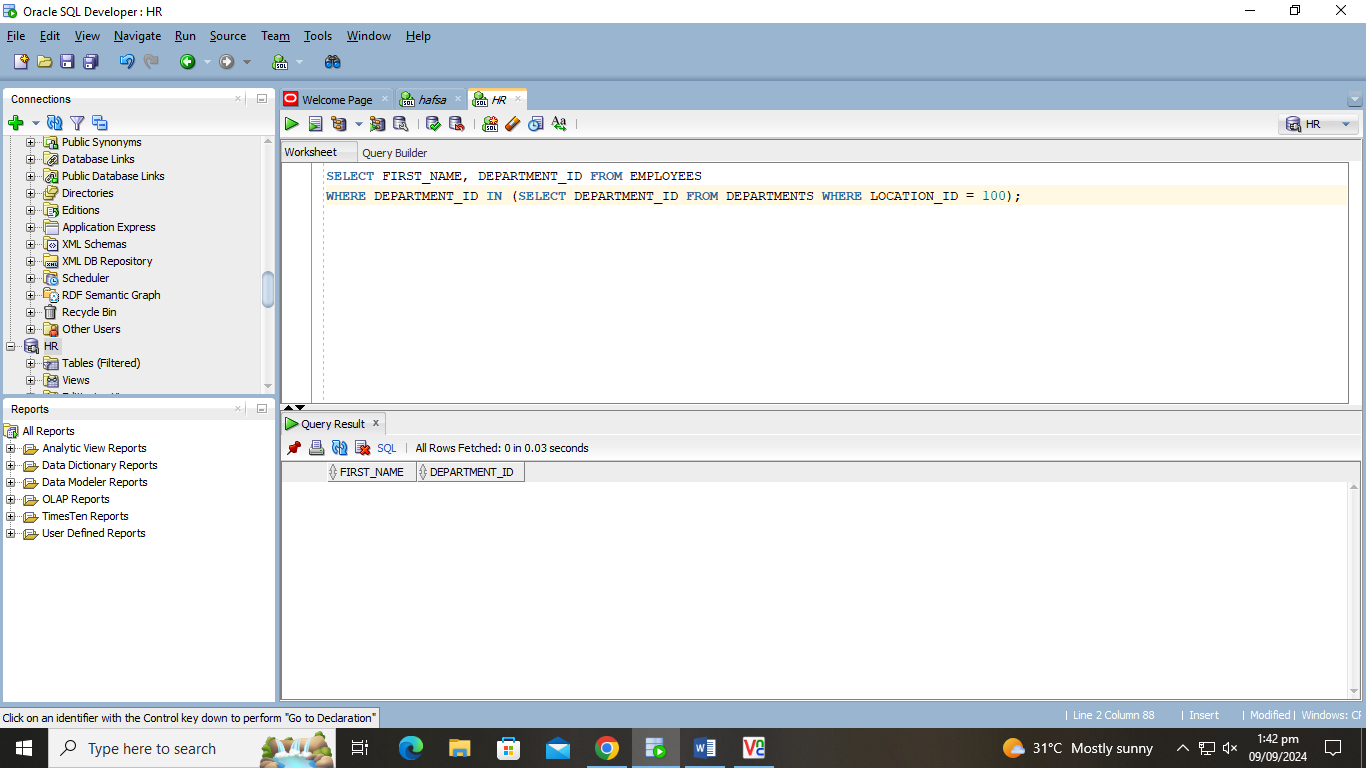 Oracle SQL Developer : HR
File Edit View Navigate Run Source Team Tools Window Help
Connections
Public Synonyms
Database Links
Public Database Links
Directories
Editions
Application Express
XML Schemas
XML DB Repository
Scheduler
RDF Semantic Graph
Recycle Bin
Other Users
HR
Tables (Filtered)
Views
Reports
All Reports
Analytic View Reports
Data Dictionary Reports
Data Modeler Reports
OLAP Reports
TimesTen Reports
User Defined Reports
Welcome Page hafsa HR
HR
Worksheet Query Builder
SELECT FIRST_NAME, DEPARTMENT_ID FROM EMPLOYEES
WHERE DEPARTMENT_ID IN (SELECT DEPARTMENT_ID FROM DEPARTMENTS WHERE LOCATION_ID = 100);
Query Result
SQL | All Rows Fetched: 0 in 0.03 seconds
FIRST_NAME DEPARTMENT_ID
Click on an identifier with the Control key down to perform "Go to Declaration"
| Line 2 Column 88 | Insert | Modified | Windows: CF
Type here to search
31°C Mostly sunny
1:42 pm
09/09/2024